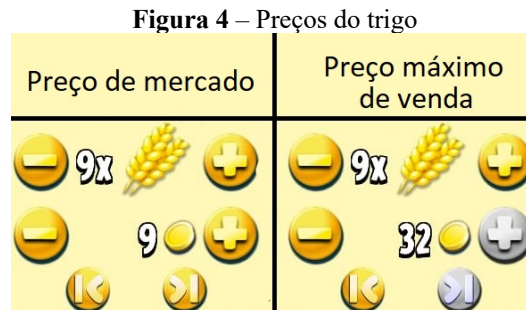 Figura 4 – Preços do trigo
Preço de mercado
Preço máximo
de venda
9x
9
9x
32